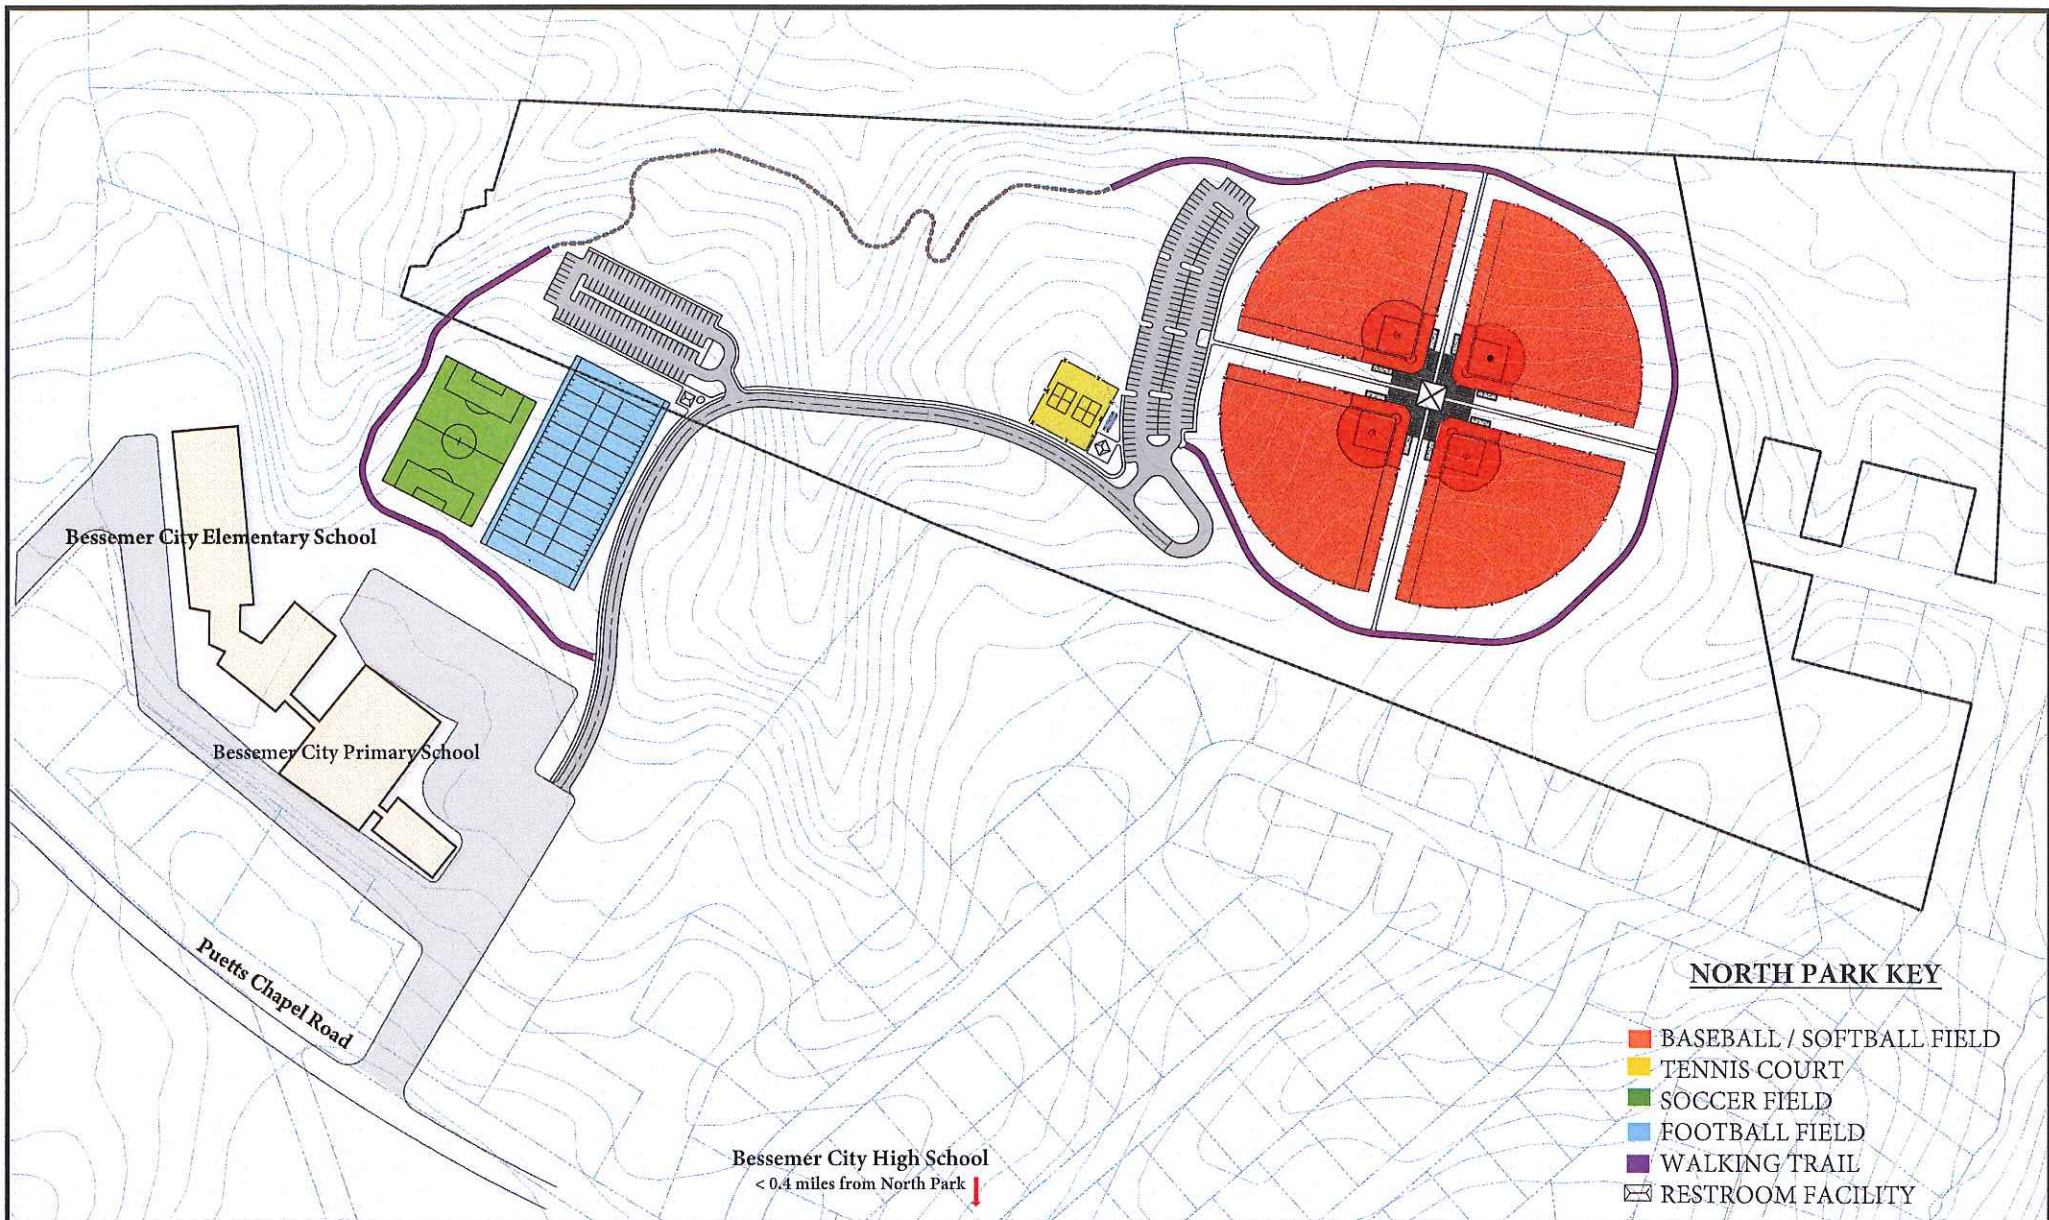 Bessemer City Elementary School
Bessemer City Primary School
Puetts Chapel Road
Bessemer City High School
< 0.4 miles from North Park
NORTH PARK KEY
BASEBALL / SOFTBALL FIELD
TENNIS COURT
SOCCER FIELD
FOOTBALL FIELD
WALKING TRAIL
RESTROOM FACILITY